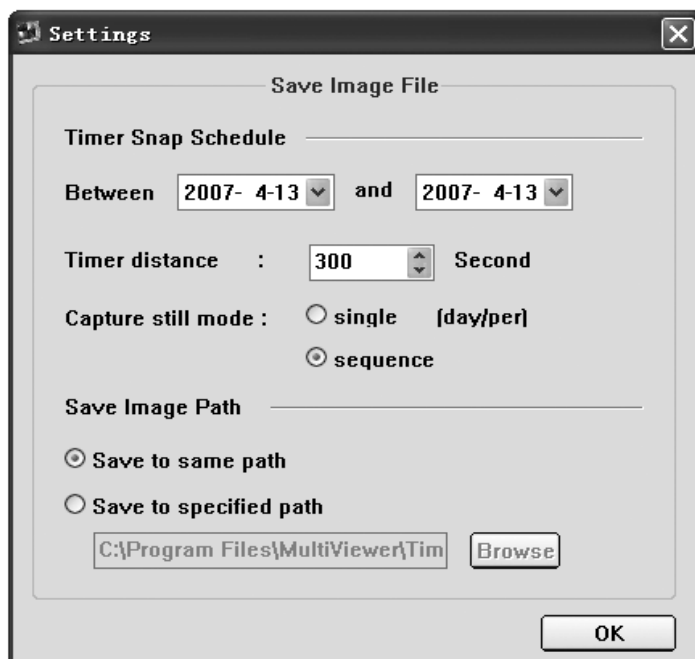 Settings
Save Image File
Timer Snap Schedule
Between 2007- 4-13 and 2007- 4-13
Timer distance : 300 Second
Capture still mode : single (day/per)
sequence
Save Image Path
Save to same path
Save to specified path
C:\Program Files\MultiViewer\Tim Browse
OK